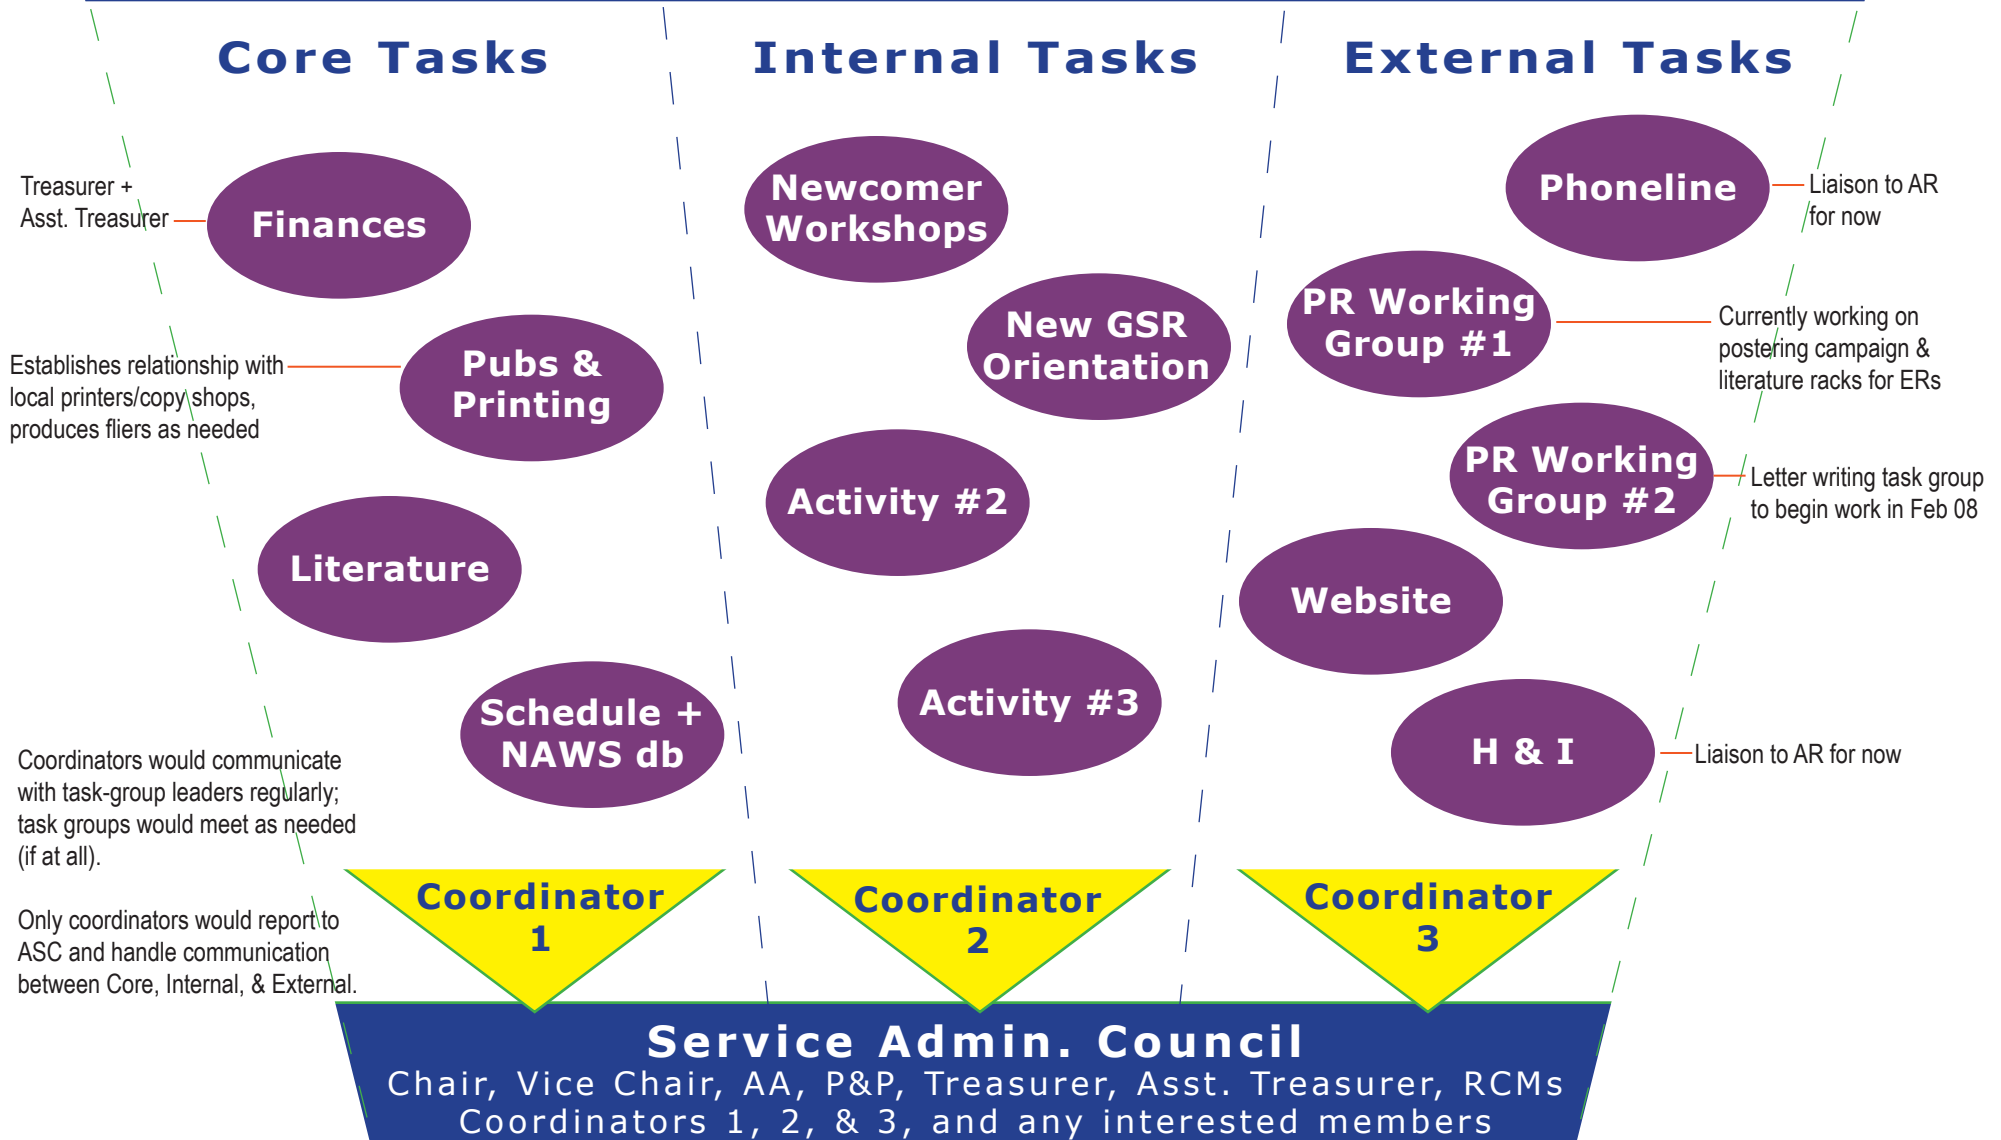 Core Tasks
Internal Tasks
External Tasks
Treasurer +
Asst. Treasurer
Finances
Establishes relationship with
local printers/copy shops,
produces fliers as needed
Pubs &
Printing
Literature
Schedule +
NAWS db
Coordinators would communicate
with task-group leaders regularly;
task groups would meet as needed
(if at all).
Only coordinators would report to
ASC and handle communication
between Core, Internal, & External.
Newcomer
Workshops
New GSR
Orientation
Activity #2
Activity #3
Phoneline
Liaison to AR
for now
PR Working
Group #1
Currently working on
postering campaign &
literature racks for ERs
PR Working
Group #2
Letter writing task group
to begin work in Feb 08
Website
H & I
Liaison to AR for now
Coordinator
1
Coordinator
2
Coordinator
3
Service Admin. Council
Chair, Vice Chair, AA, P&P, Treasurer, Asst. Treasurer, RCMs
Coordinators 1, 2, & 3, and any interested members